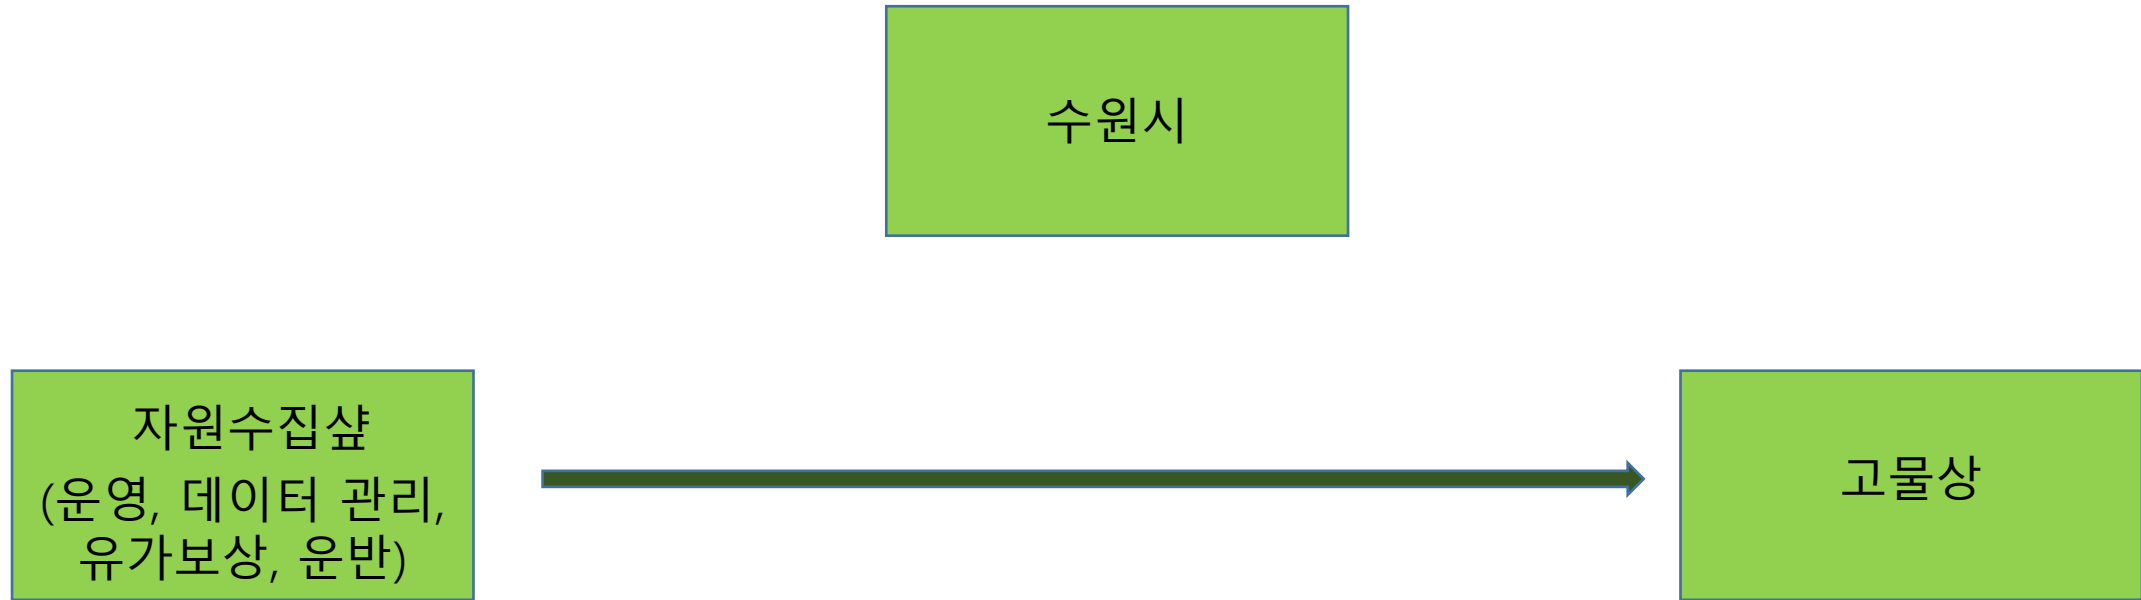 수원시
자원수집샾
(운영, 데이터 관리,
유가보상, 운반)
고물상